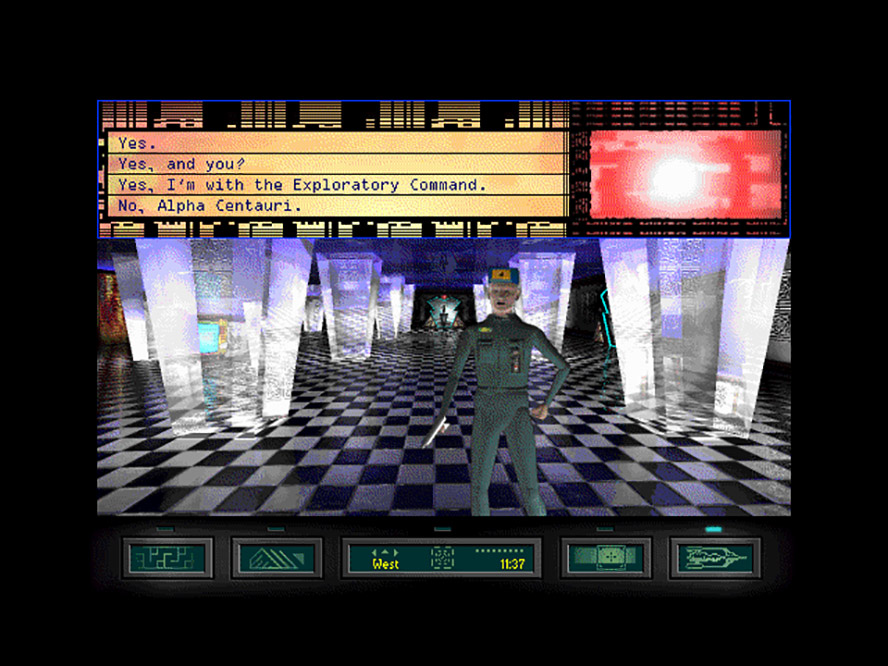 Yes.
Yes, and you?
Yes, I'm with the Exploratory Command.
No, Alpha Centauri.
West
11:37